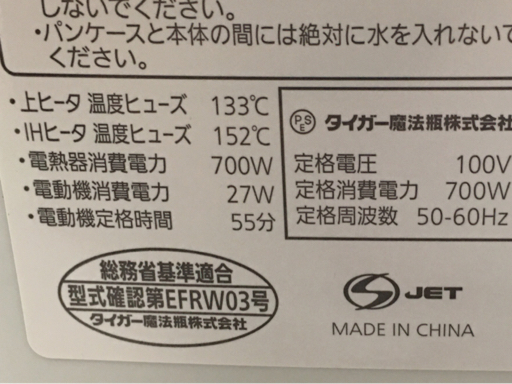 しないでください。
・パンケースと本体の間には絶対に水を入れないで
ください。
・上ヒータ 温度ヒューズ 133℃
・IHヒータ 温度ヒューズ 152℃
・電熱器消費電力 700W
・電動機消費電力 27W
・電動機定格時間 55分
PSE タイガー魔法瓶株式会社
定格電圧 100V
定格消費電力 700W
定格周波数 50-60Hz
総務省基準適合
型式確認第EFRW03号
タイガー魔法瓶株式会社
S JET
MADE IN CHINA